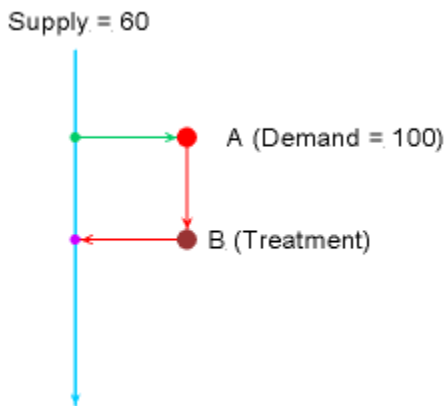 Supply = 60
A (Demand = 100)
B (Treatment)